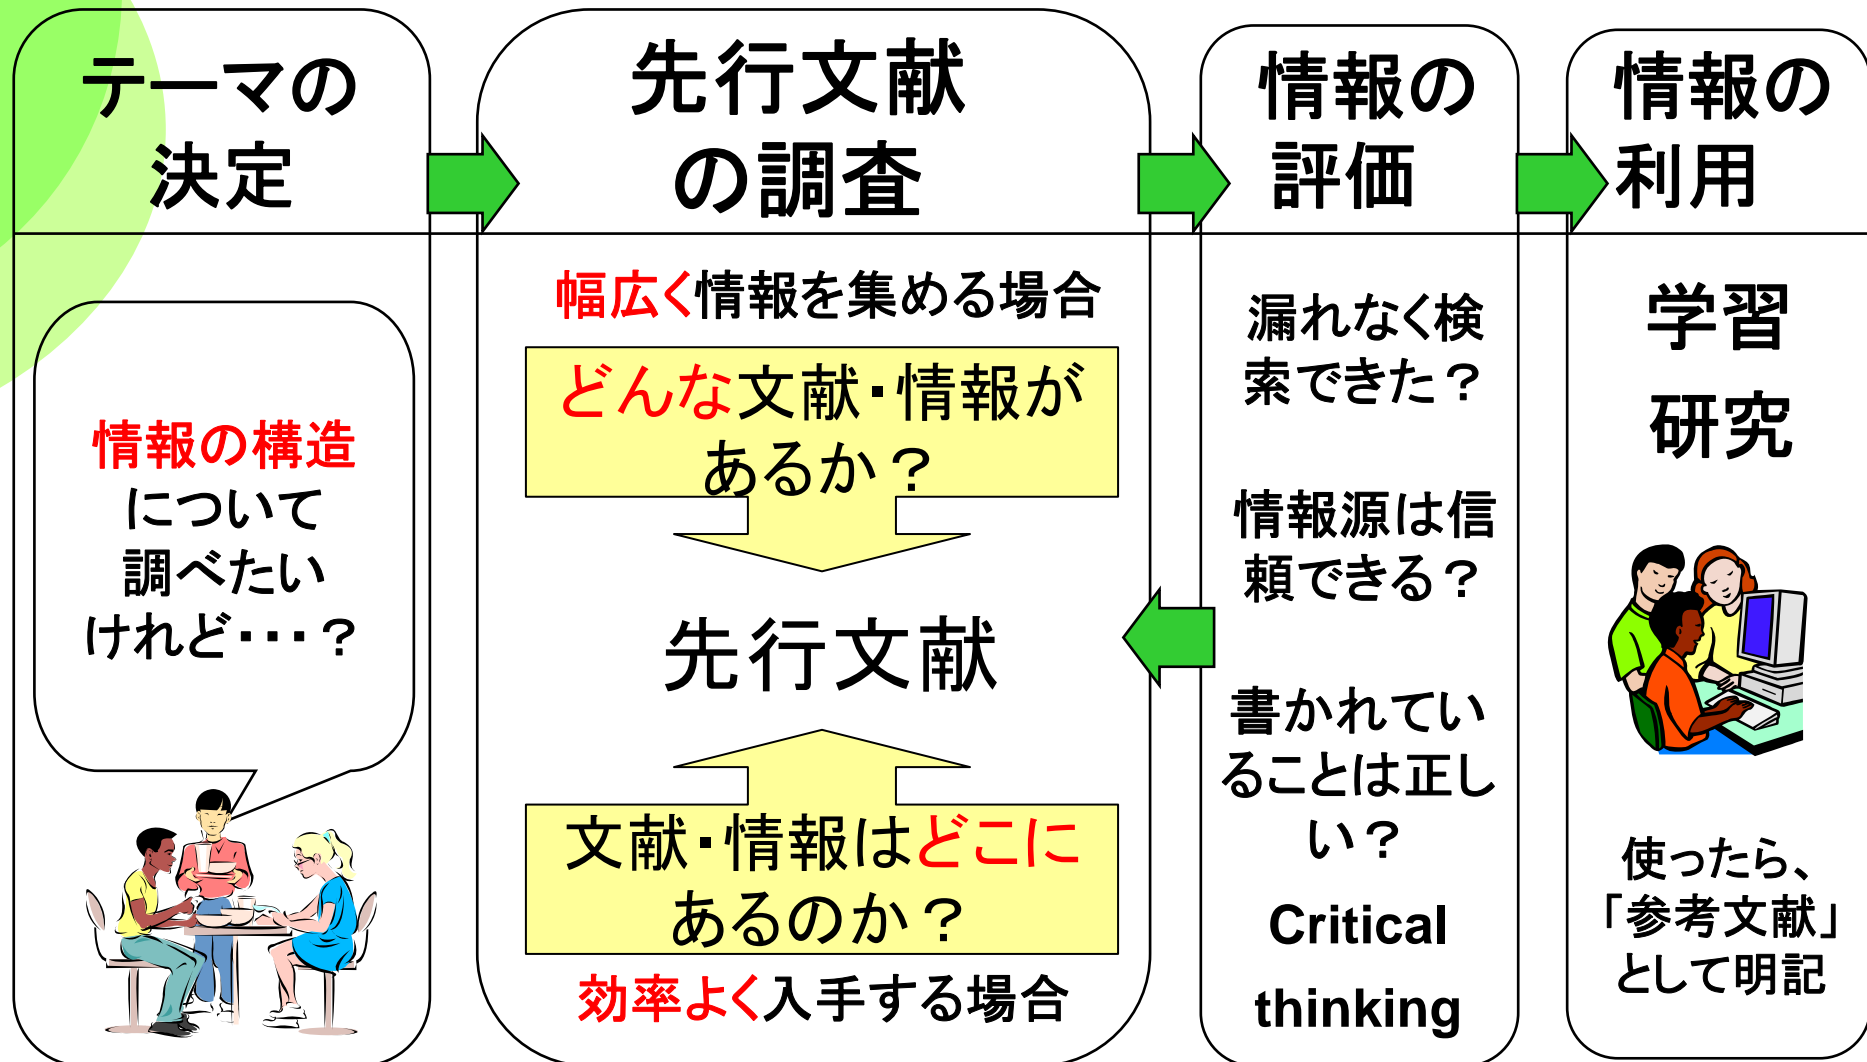 テーマの
決定
情報の構造
について
調べたい
けれど･･･？
先行文献
の調査
幅広く情報を集める場合
どんな文献･情報が
あるか？
先行文献
文献･情報はどこに
あるのか？
効率よく入手する場合
情報の
評価
漏れなく検
索できた？
情報源は信
頼できる？
書かれてい
ることは正し
い？
Critical
thinking
情報の
利用
学習
研究
使ったら、
「参考文献」
として明記